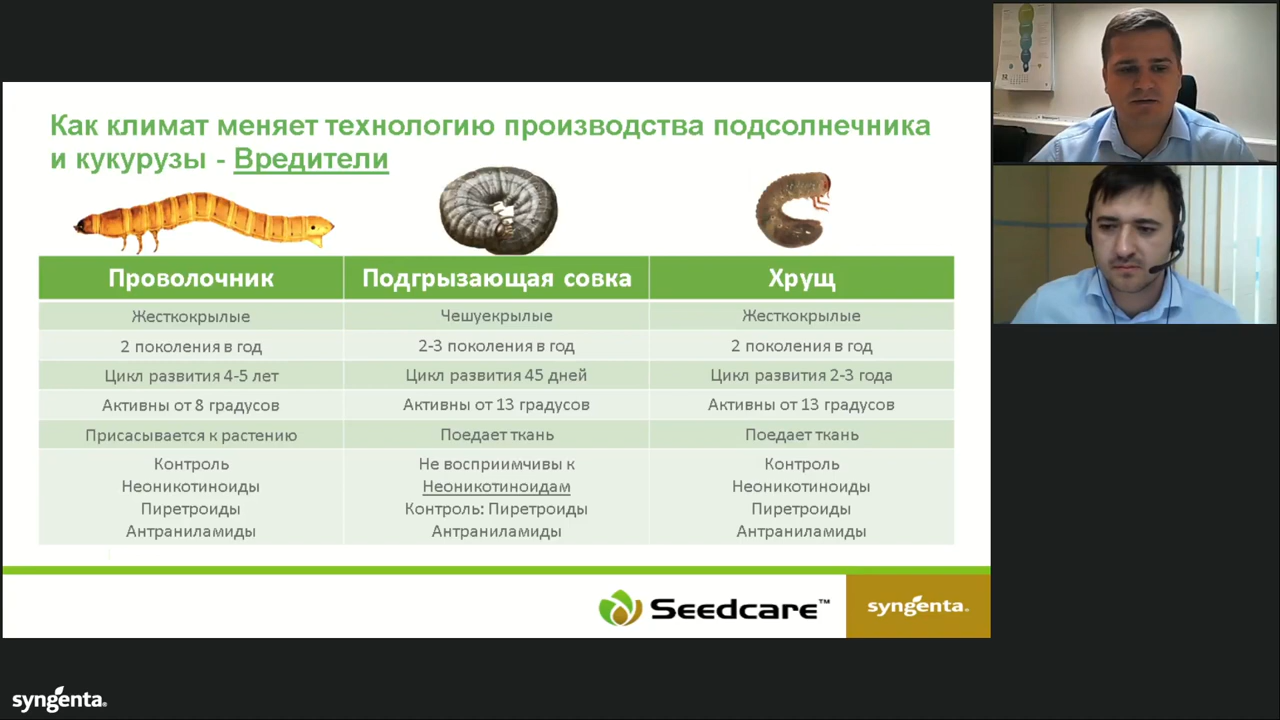 Как климат меняет технологию производства подсолнечника
и кукурузы - Вредители
Проволочник Подгрызающая совка Хрущ
Жесткокрылые Чешуекрылые Жесткокрылые
2 поколения в год 2-3 поколения в год 2 поколения в год
Цикл развития 4-5 лет Цикл развития 45 дней Цикл развития 2-3 года
Активны от 8 градусов Активны от 13 градусов Активны от 13 градусов
Присасывается к растению Поедает ткань Поедает ткань
Контроль Не восприимчивы к Контроль
Неоникотиноиды Неоникотиноидам Неоникотиноиды
Пиретроиды Контроль: Пиретроиды Пиретроиды
Антраниламиды Антраниламиды Антраниламиды
Seedcare™ syngenta®
syngenta®